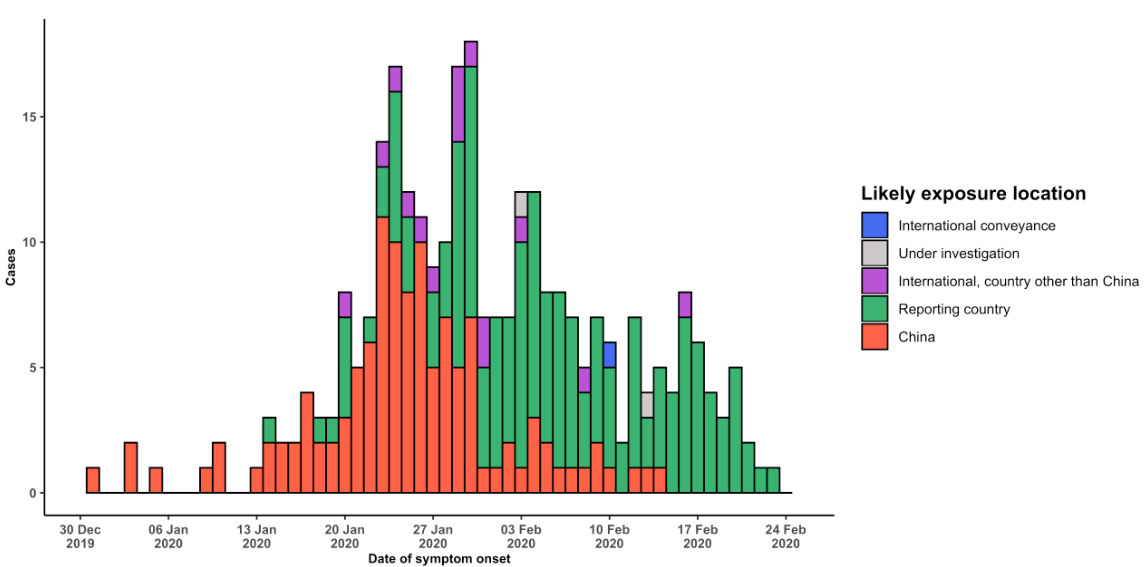 15
10
5
0
Cases
30 Dec
2019
06 Jan
2020
13 Jan
2020
20 Jan
2020
27 Jan
2020
03 Feb
2020
10 Feb
2020
17 Feb
2020
24 Feb
2020
Date of symptom onset
Likely exposure location
International conveyance
Under investigation
International, country other than China
Reporting country
China